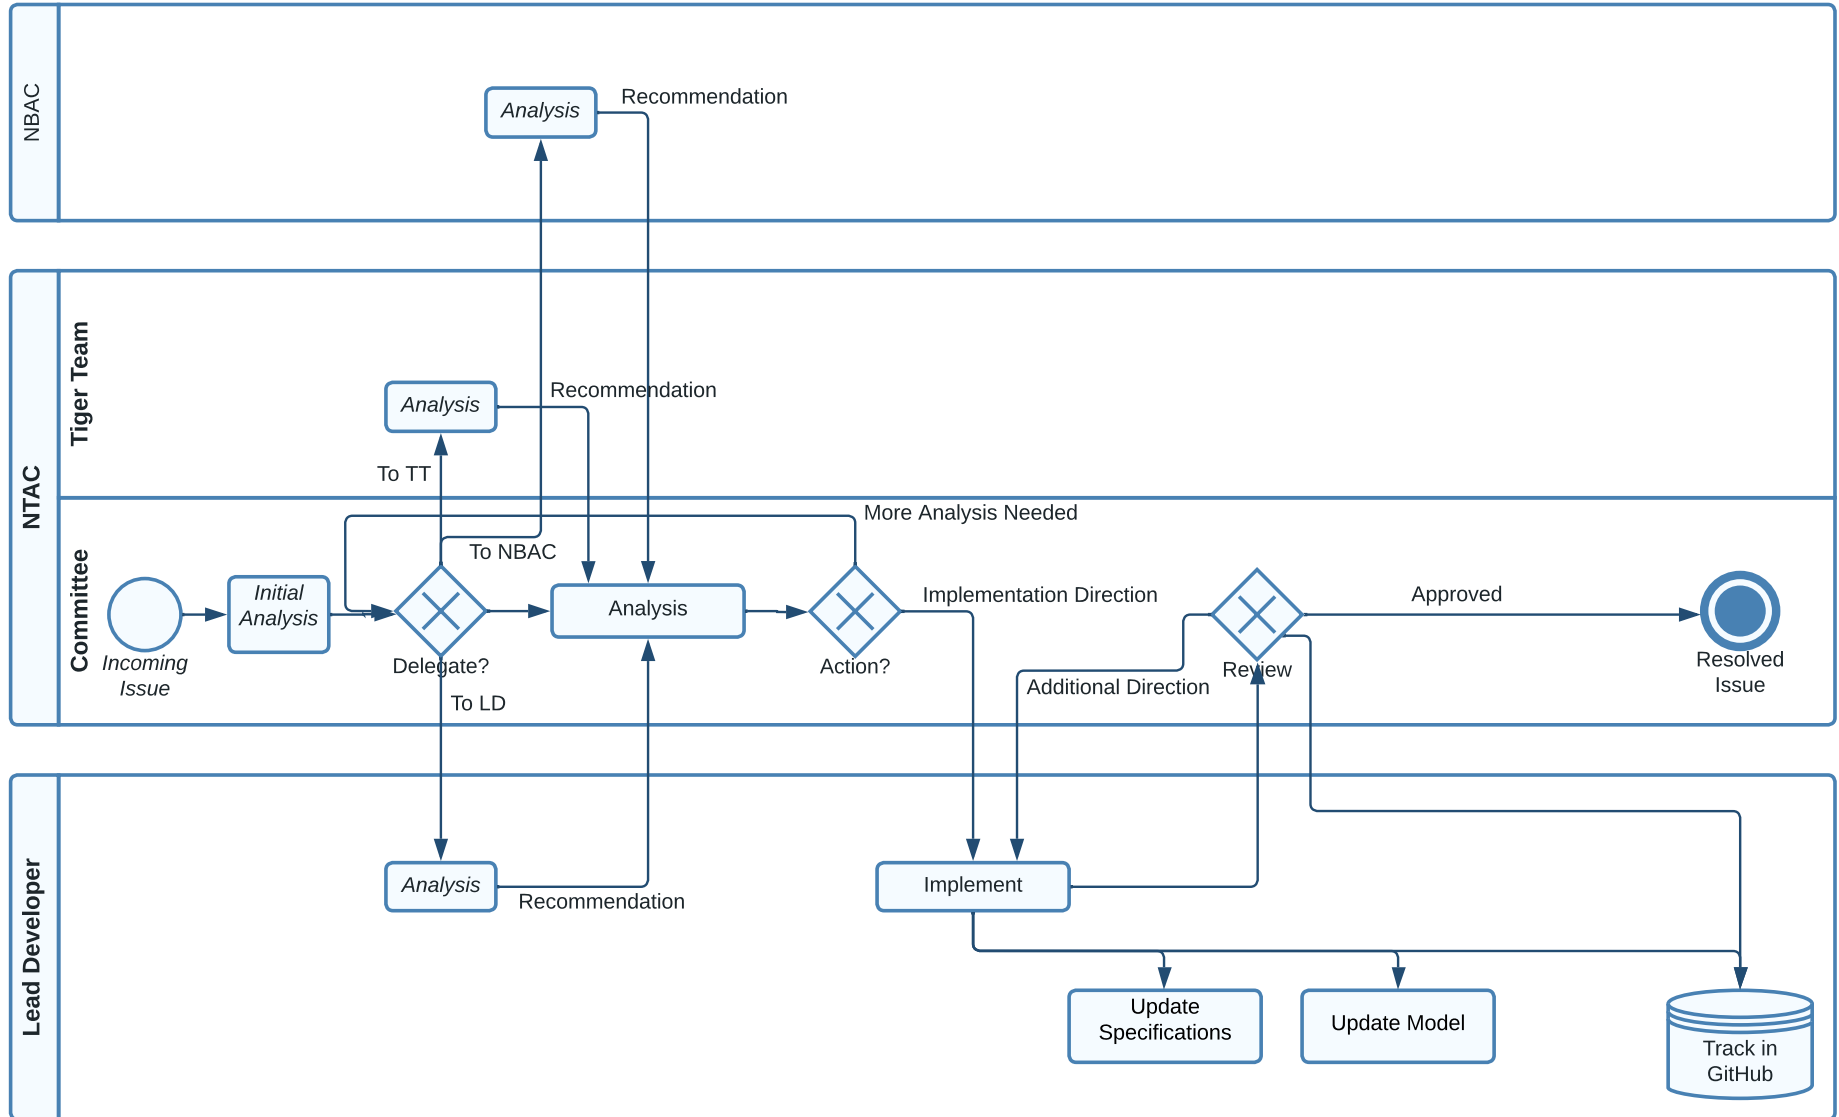 NBAC
Analysis
Recommendation
NTAC
Tiger Team
Analysis
Recommendation
To TT
Committee
More Analysis Needed
To NBAC
Incoming
Issue
Initial
Analysis
Delegate?
To LD
Analysis
Action?
Implementation Direction
Additional Direction
Review
Approved
Resolved
Issue
Lead Developer
Analysis
Recommendation
Implement
Update
Specifications
Update Model
Track in
GitHub